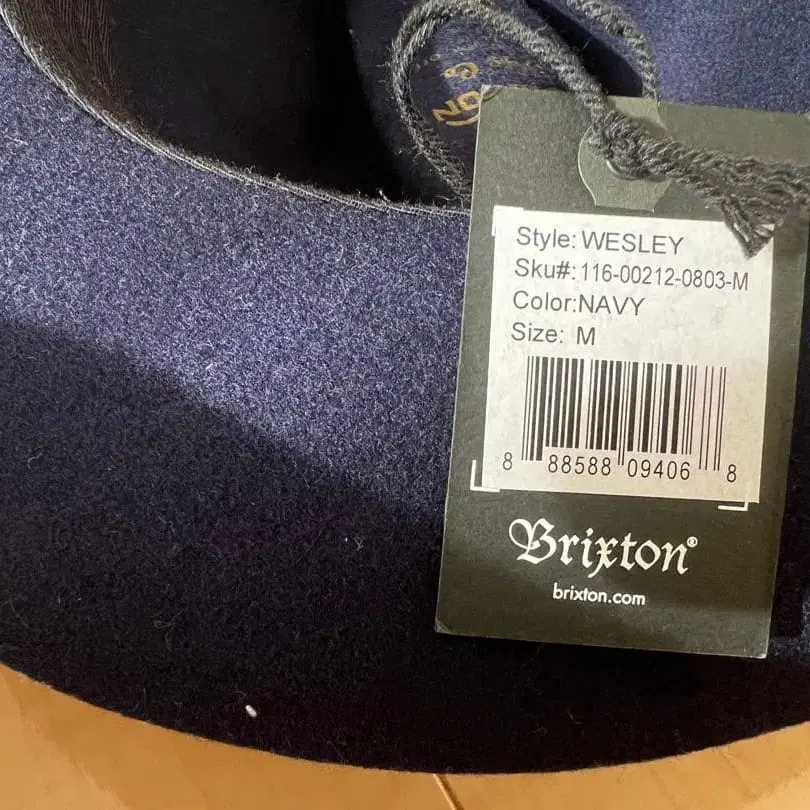 Style: WESLEY
Sku#: 116-00212-0803-M
Color:NAVY
Size: M
8 88588 09406 8
Brixton®
brixton.com